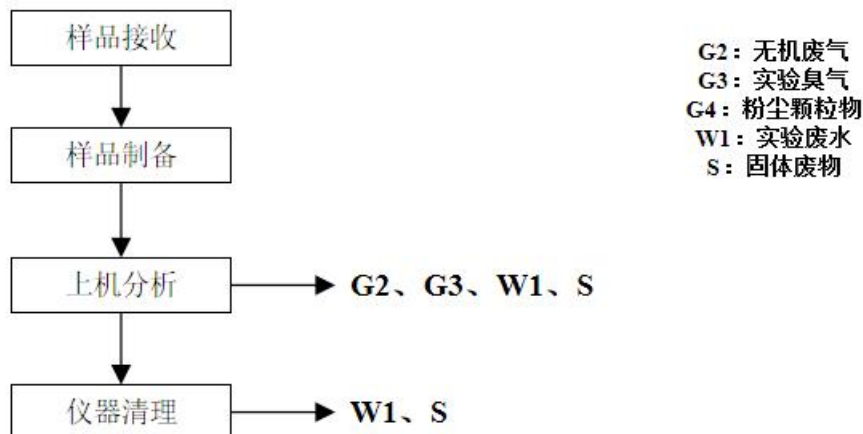 样品接收
样品制备
上机分析
G2、G3、W1、S
仪器清理
W1、S
G2：无机废气
G3：实验臭气
G4：粉尘颗粒物
W1：实验废水
S：固体废物